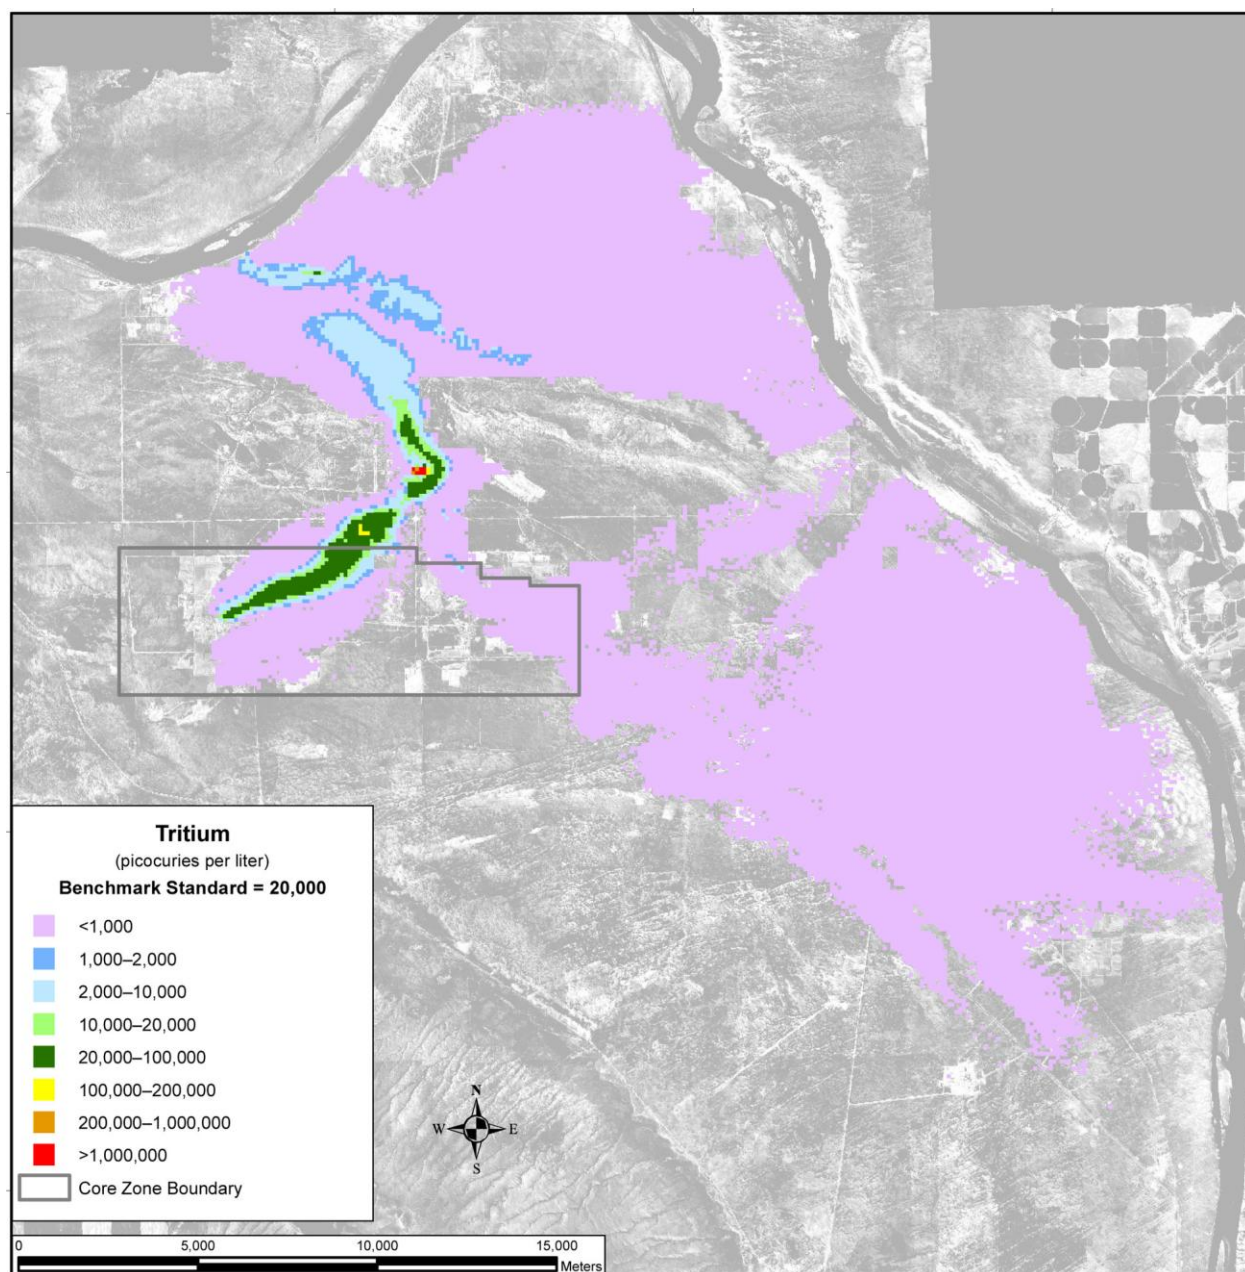 Tritium
(picocuries per liter)
Benchmark Standard = 20,000
<1,000
1,000–2,000
2,000–10,000
10,000–20,000
20,000–100,000
100,000–200,000
200,000–1,000,000
>1,000,000
Core Zone Boundary
N
W E
S
0 5,000 10,000 15,000
Meters